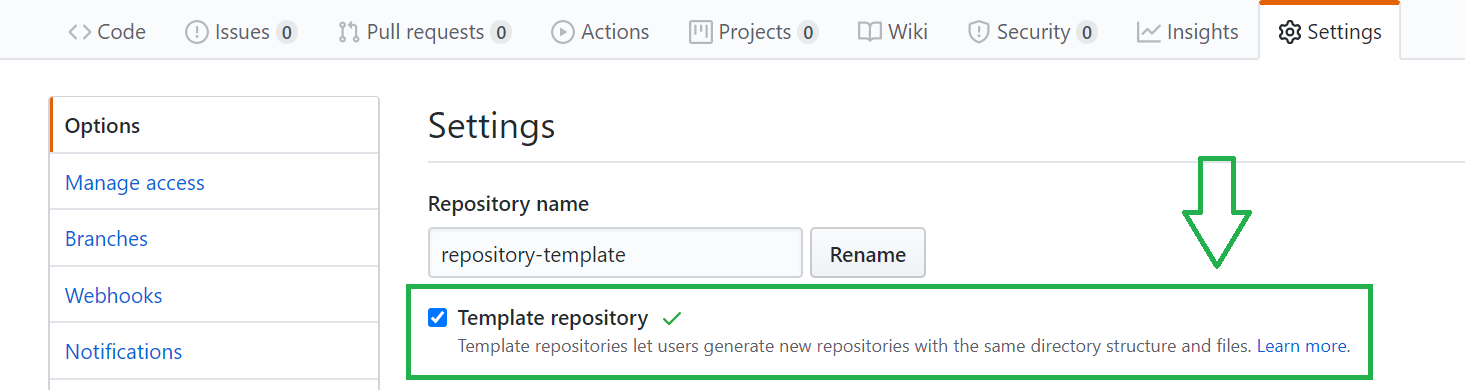 Code Issues 0 Pull requests 0 Actions Projects 0 Wiki Security 0 Insights Settings
Options
Manage access
Branches
Webhooks
Notifications
Settings
Repository name
repository-template Rename
Template repository
Template repositories let users generate new repositories with the same directory structure and files. Learn more.